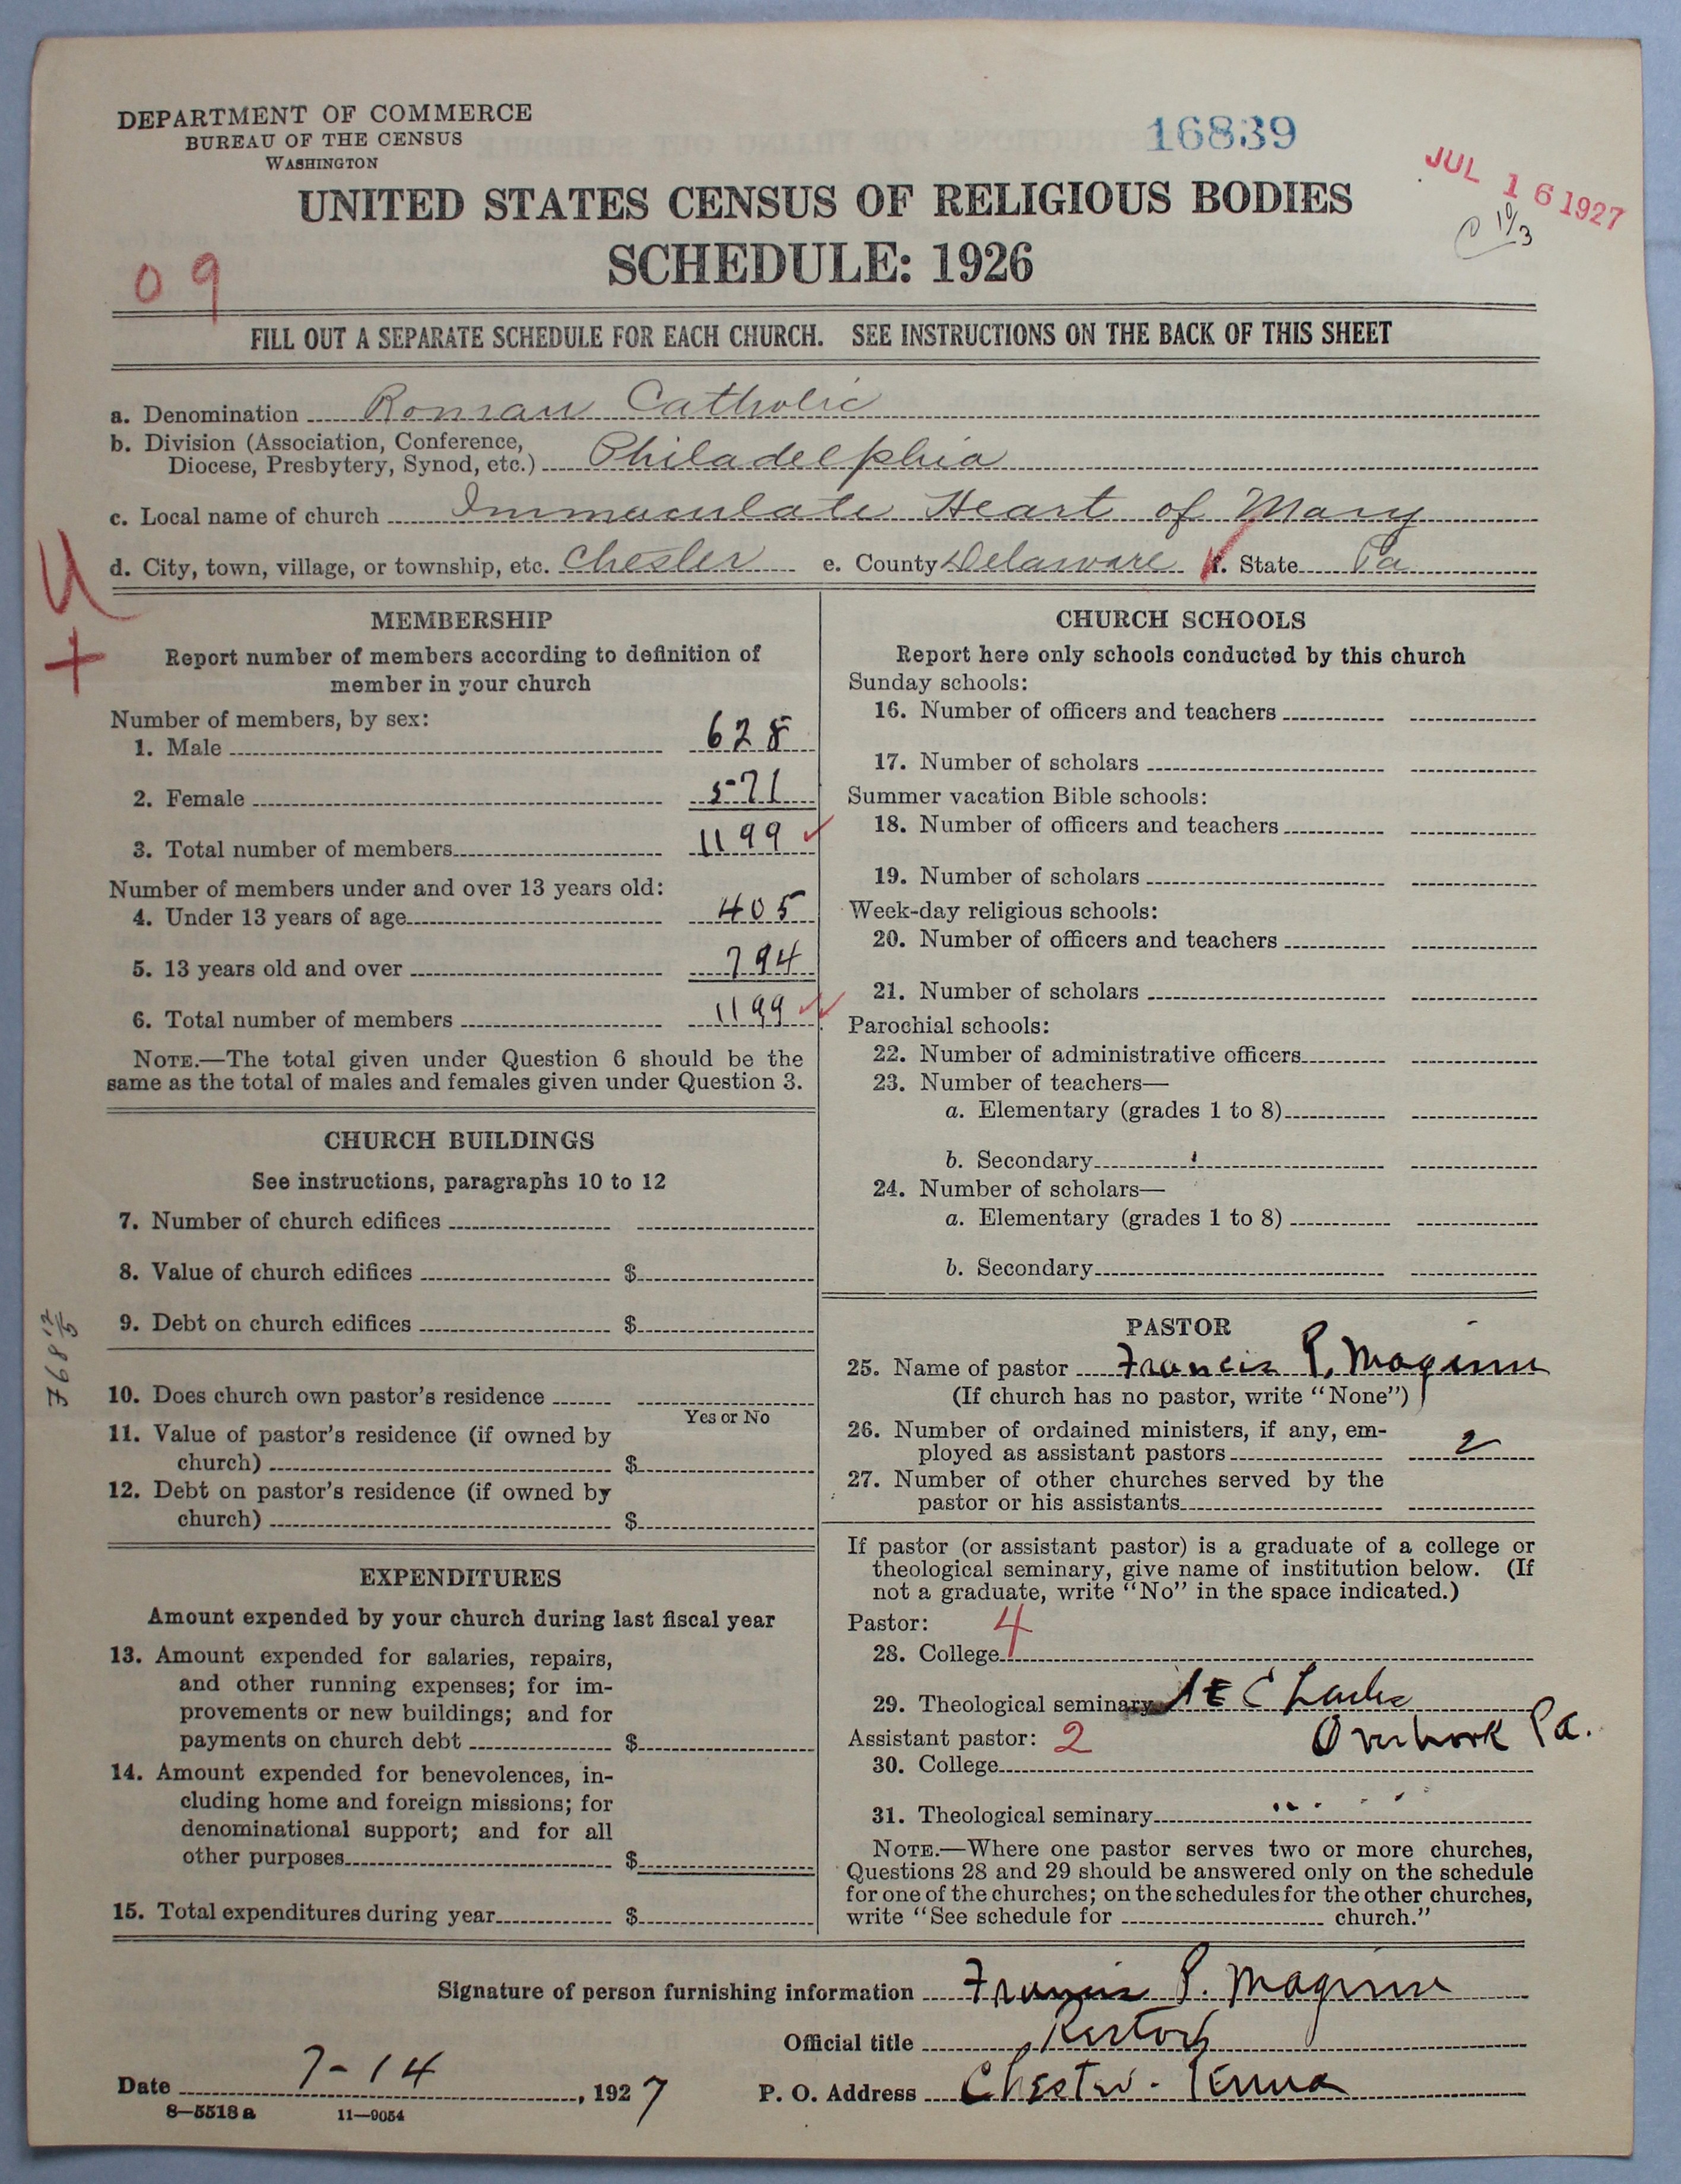 DEPARTMENT OF COMMERCE
BUREAU OF THE CENSUS
WASHINGTON
16839
JUL 16 1927
UNITED STATES CENSUS OF RELIGIOUS BODIES
SCHEDULE: 1926
09
FILL OUT A SEPARATE SCHEDULE FOR EACH CHURCH. SEE INSTRUCTIONS ON THE BACK OF THIS SHEET
a. Denomination Roman Catholic
b. Division (Association, Conference,
Diocese, Presbytery, Synod, etc.) Philadelphia
c. Local name of church Immaculate Heart of Mary
d. City, town, village, or township, etc. Chester e. County Delaware f. State Pa
U
+
MEMBERSHIP
Report number of members according to definition of
member in your church
Number of members, by sex:
1. Male 628
2. Female 571
3. Total number of members 1199
Number of members under and over 13 years old:
4. Under 13 years of age 405
5. 13 years old and over 794
6. Total number of members 1199
NOTE.—The total given under Question 6 should be the
same as the total of males and females given under Question 3.
CHURCH BUILDINGS
See instructions, paragraphs 10 to 12
7. Number of church edifices
8. Value of church edifices $
9. Debt on church edifices $
10. Does church own pastor's residence
Yes or No
11. Value of pastor's residence (if owned by
church) $
12. Debt on pastor's residence (if owned by
church) $
EXPENDITURES
Amount expended by your church during last fiscal year
13. Amount expended for salaries, repairs,
and other running expenses; for im-
provements or new buildings; and for
payments on church debt $
14. Amount expended for benevolences, in-
cluding home and foreign missions; for
denominational support; and for all
other purposes $
15. Total expenditures during year $
CHURCH SCHOOLS
Report here only schools conducted by this church
Sunday schools:
16. Number of officers and teachers
17. Number of scholars
Summer vacation Bible schools:
18. Number of officers and teachers
19. Number of scholars
Week-day religious schools:
20. Number of officers and teachers
21. Number of scholars
Parochial schools:
22. Number of administrative officers
23. Number of teachers—
a. Elementary (grades 1 to 8)
b. Secondary
24. Number of scholars—
a. Elementary (grades 1 to 8)
b. Secondary
PASTOR
25. Name of pastor Francis P.
(If church has no pastor, write "None")
26. Number of ordained ministers, if any, em-
ployed as assistant pastors 2
27. Number of other churches served by the
pastor or his assistants
If pastor (or assistant pastor) is a graduate of a college or
theological seminary, give name of institution below. (If
not a graduate, write "No" in the space indicated.)
Pastor: 4
28. College
29. Theological seminary St Charles
Overbrook Pa.
Assistant pastor: 2
30. College
31. Theological seminary
NOTE.—Where one pastor serves two or more churches,
Questions 28 and 29 should be answered only on the schedule
for one of the churches; on the schedules for the other churches,
write "See schedule for church."
Signature of person furnishing information Francis P.
Official title Rector
Date 7-14, 1927 P. O. Address Chester - Penna
8—5518a 11—9054